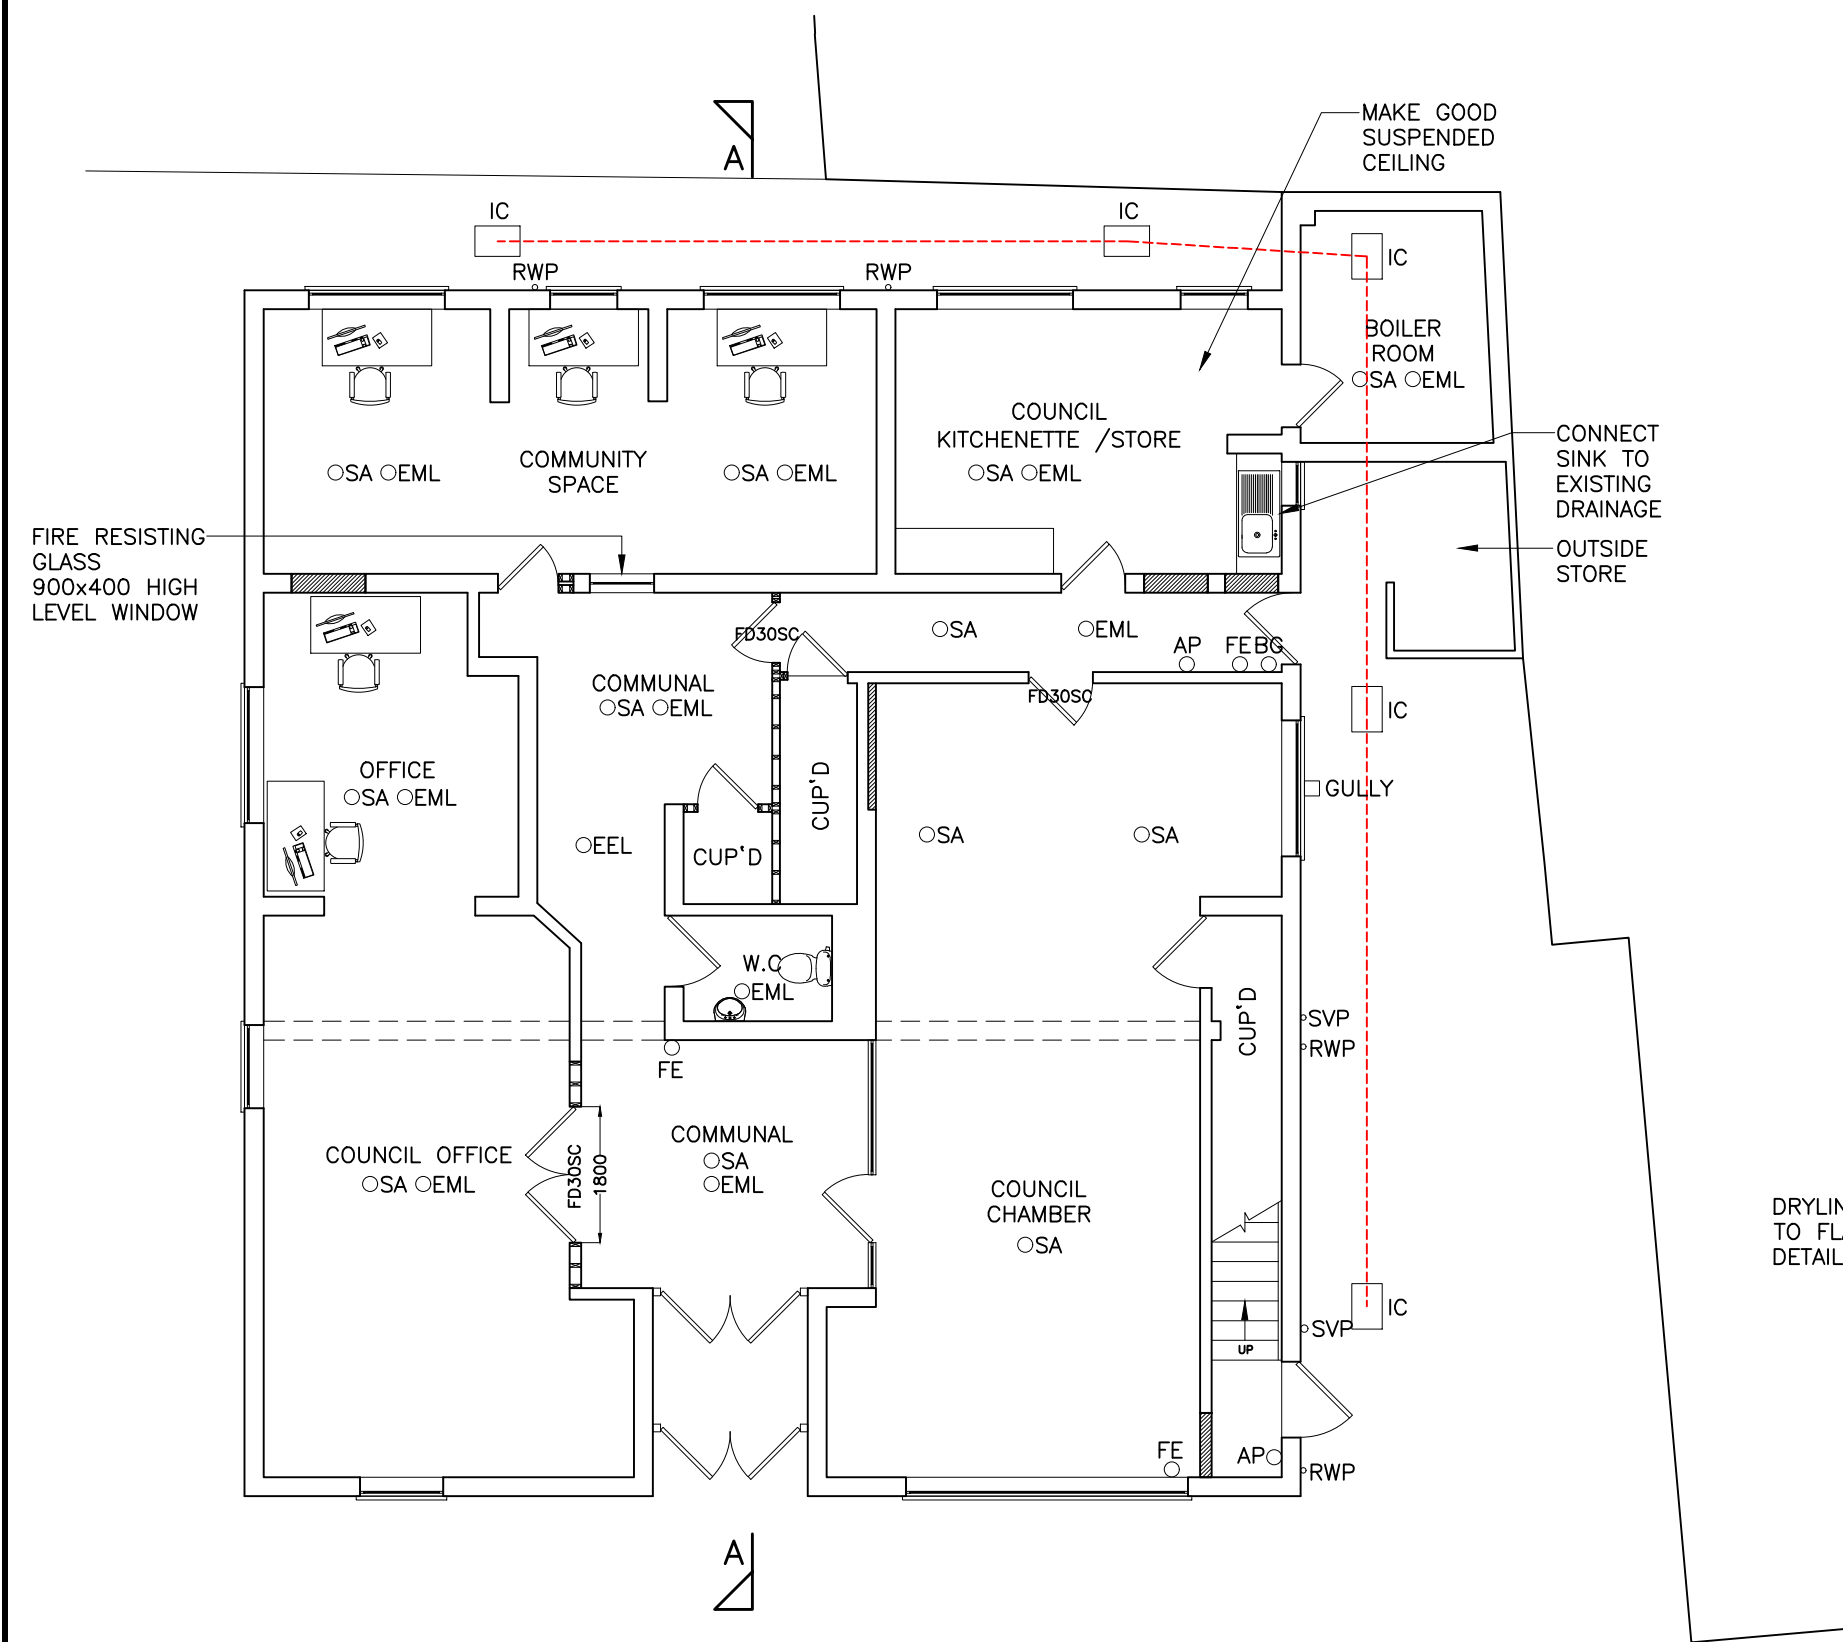 A
MAKE GOOD
SUSPENDED
CEILING
IC
IC
IC
RWP
RWP
BOILER
ROOM
SA EML
COUNCIL
KITCHENETTE /STORE
SA EML
COMMUNITY
SPACE
SA EML
SA EML
CONNECT
SINK TO
EXISTING
DRAINAGE
OUTSIDE
STORE
FIRE RESISTING
GLASS
900x400 HIGH
LEVEL WINDOW
FD30SC
SA
EML
AP
FE
BG
COMMUNAL
SA EML
FD30SC
IC
OFFICE
SA EML
CUP'D
GULLY
EEL
CUP'D
SA
SA
W.C
EML
CUP'D
SVP
RWP
FE
COUNCIL OFFICE
SA EML
FD30SC
1800
COMMUNAL
SA
EML
COUNCIL
CHAMBER
SA
DRYLIN
TO FLA
DETAIL
IC
SVP
UP
FE
AP
RWP
A